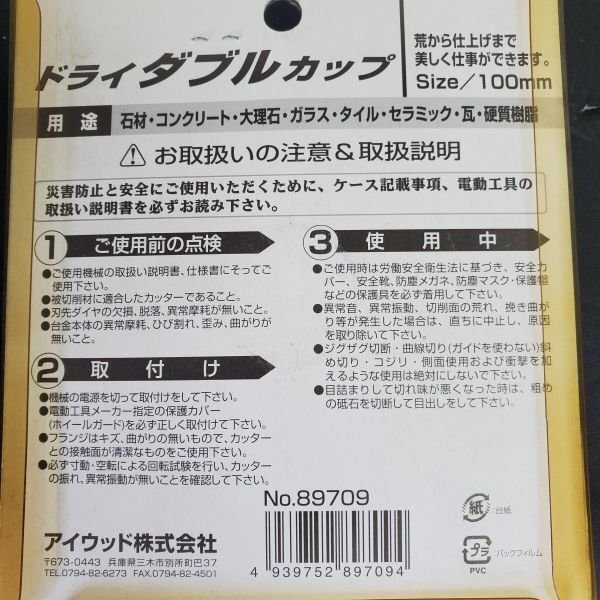 ドライダブルカップ
荒から仕上げまで
美しく仕事ができます。
Size/100mm
用途 石材・コンクリート・大理石・ガラス・タイル・セラミック・瓦・硬質樹脂
お取扱いの注意&取扱説明
災害防止と安全にご使用いただくために、ケース記載事項、電動工具の
取扱い説明書を必ずお読み下さい。
1 ご使用前の点検
●ご使用機械の取扱い説明書、仕様書にそってご
使用下さい。
●被切削材に適合したカッターであること。
●刃先ダイヤの欠損、脱落、異常摩耗が無いこと。
●台金本体の異常摩耗、ひび割れ、歪み、曲がりが
無いこと。
2 取付け
●機械の電源を切って取付けをして下さい。
●電動工具メーカー指定の保護カバー
(ホイールガード)を必ず正しく取付けて下さい。
●フランジはキズ、曲がりの無いもので、カッター
との接触面が清潔なものをご使用下さい。
●必ず寸動・空転による回転試験を行い、カッター
の振れ、異常振動が無いことを確認して下さい。
3 使用中
●ご使用時は労働安全衛生法に基づき、安全カ
バー、安全靴、防塵メガネ、防塵マスク・保護帽
などの保護具を必ず着用して下さい。
●異常音、異常振動、切削面の荒れ、挽き曲が
り等が発生した場合は、直ちに中止し、原因
を取り除いて下さい。
●ジグザグ切断・曲線切り(ガイドを使わない)斜
め切り・コジリ・側面使用および衝撃を加
えるような使用は絶対にしないで下さい。
●目詰まりして切れ味が悪くなった時は、粗め
の砥石を切断して目出しをして下さい。
No.89709
アイウッド株式会社
〒673-0443 兵庫県三木市別所町巴37
TEL.0794-82-6273 FAX.0794-82-4501
4 939752 897094
紙 :台紙
プラ :パックフィルム
PVC